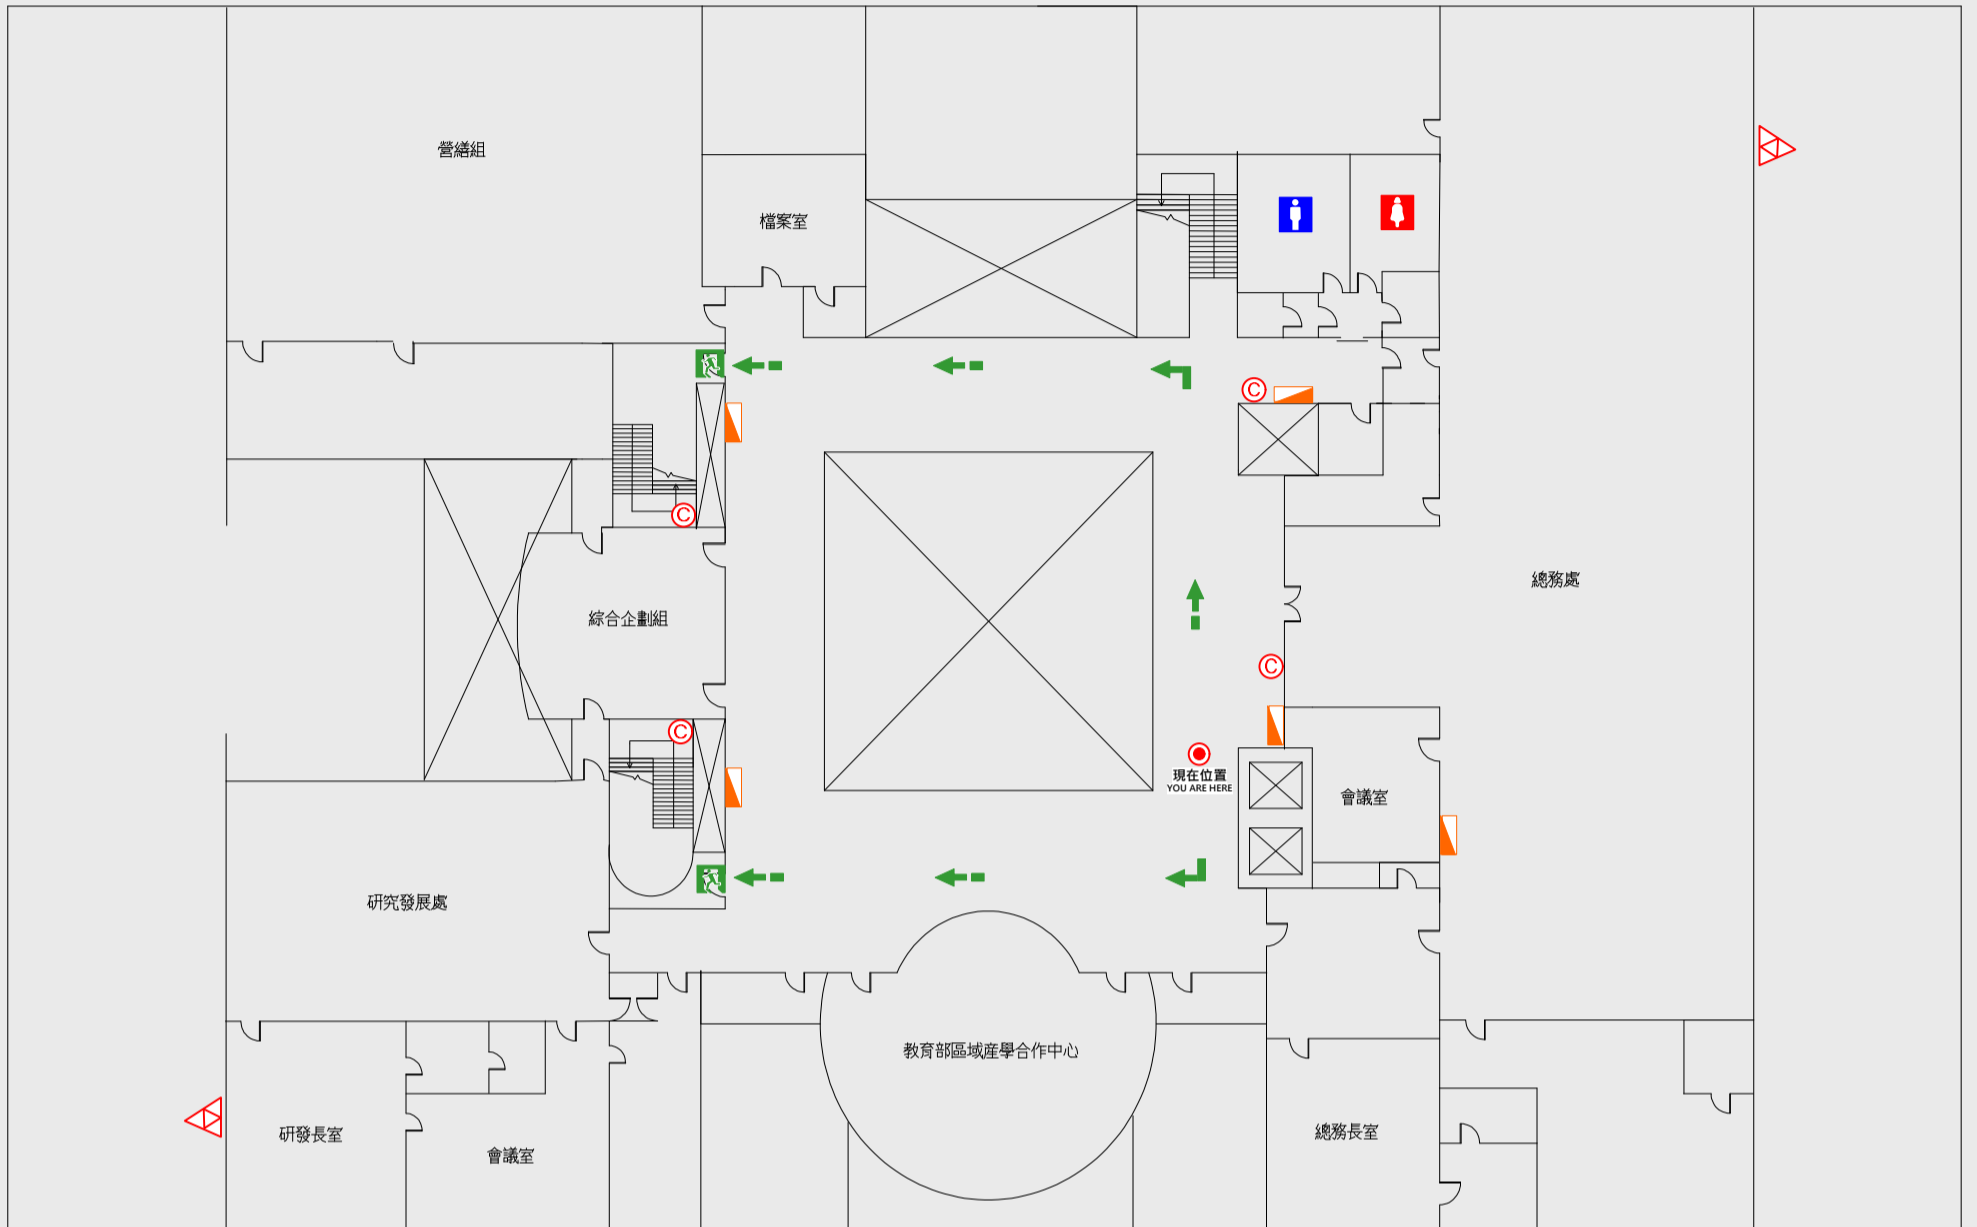 營繕組
檔案室
總務處
綜合企劃組
C
C
C
C
現在位置
YOU ARE HERE
會議室
研究發展處
教育部區域産學合作中心
研發長室
會議室
總務長室